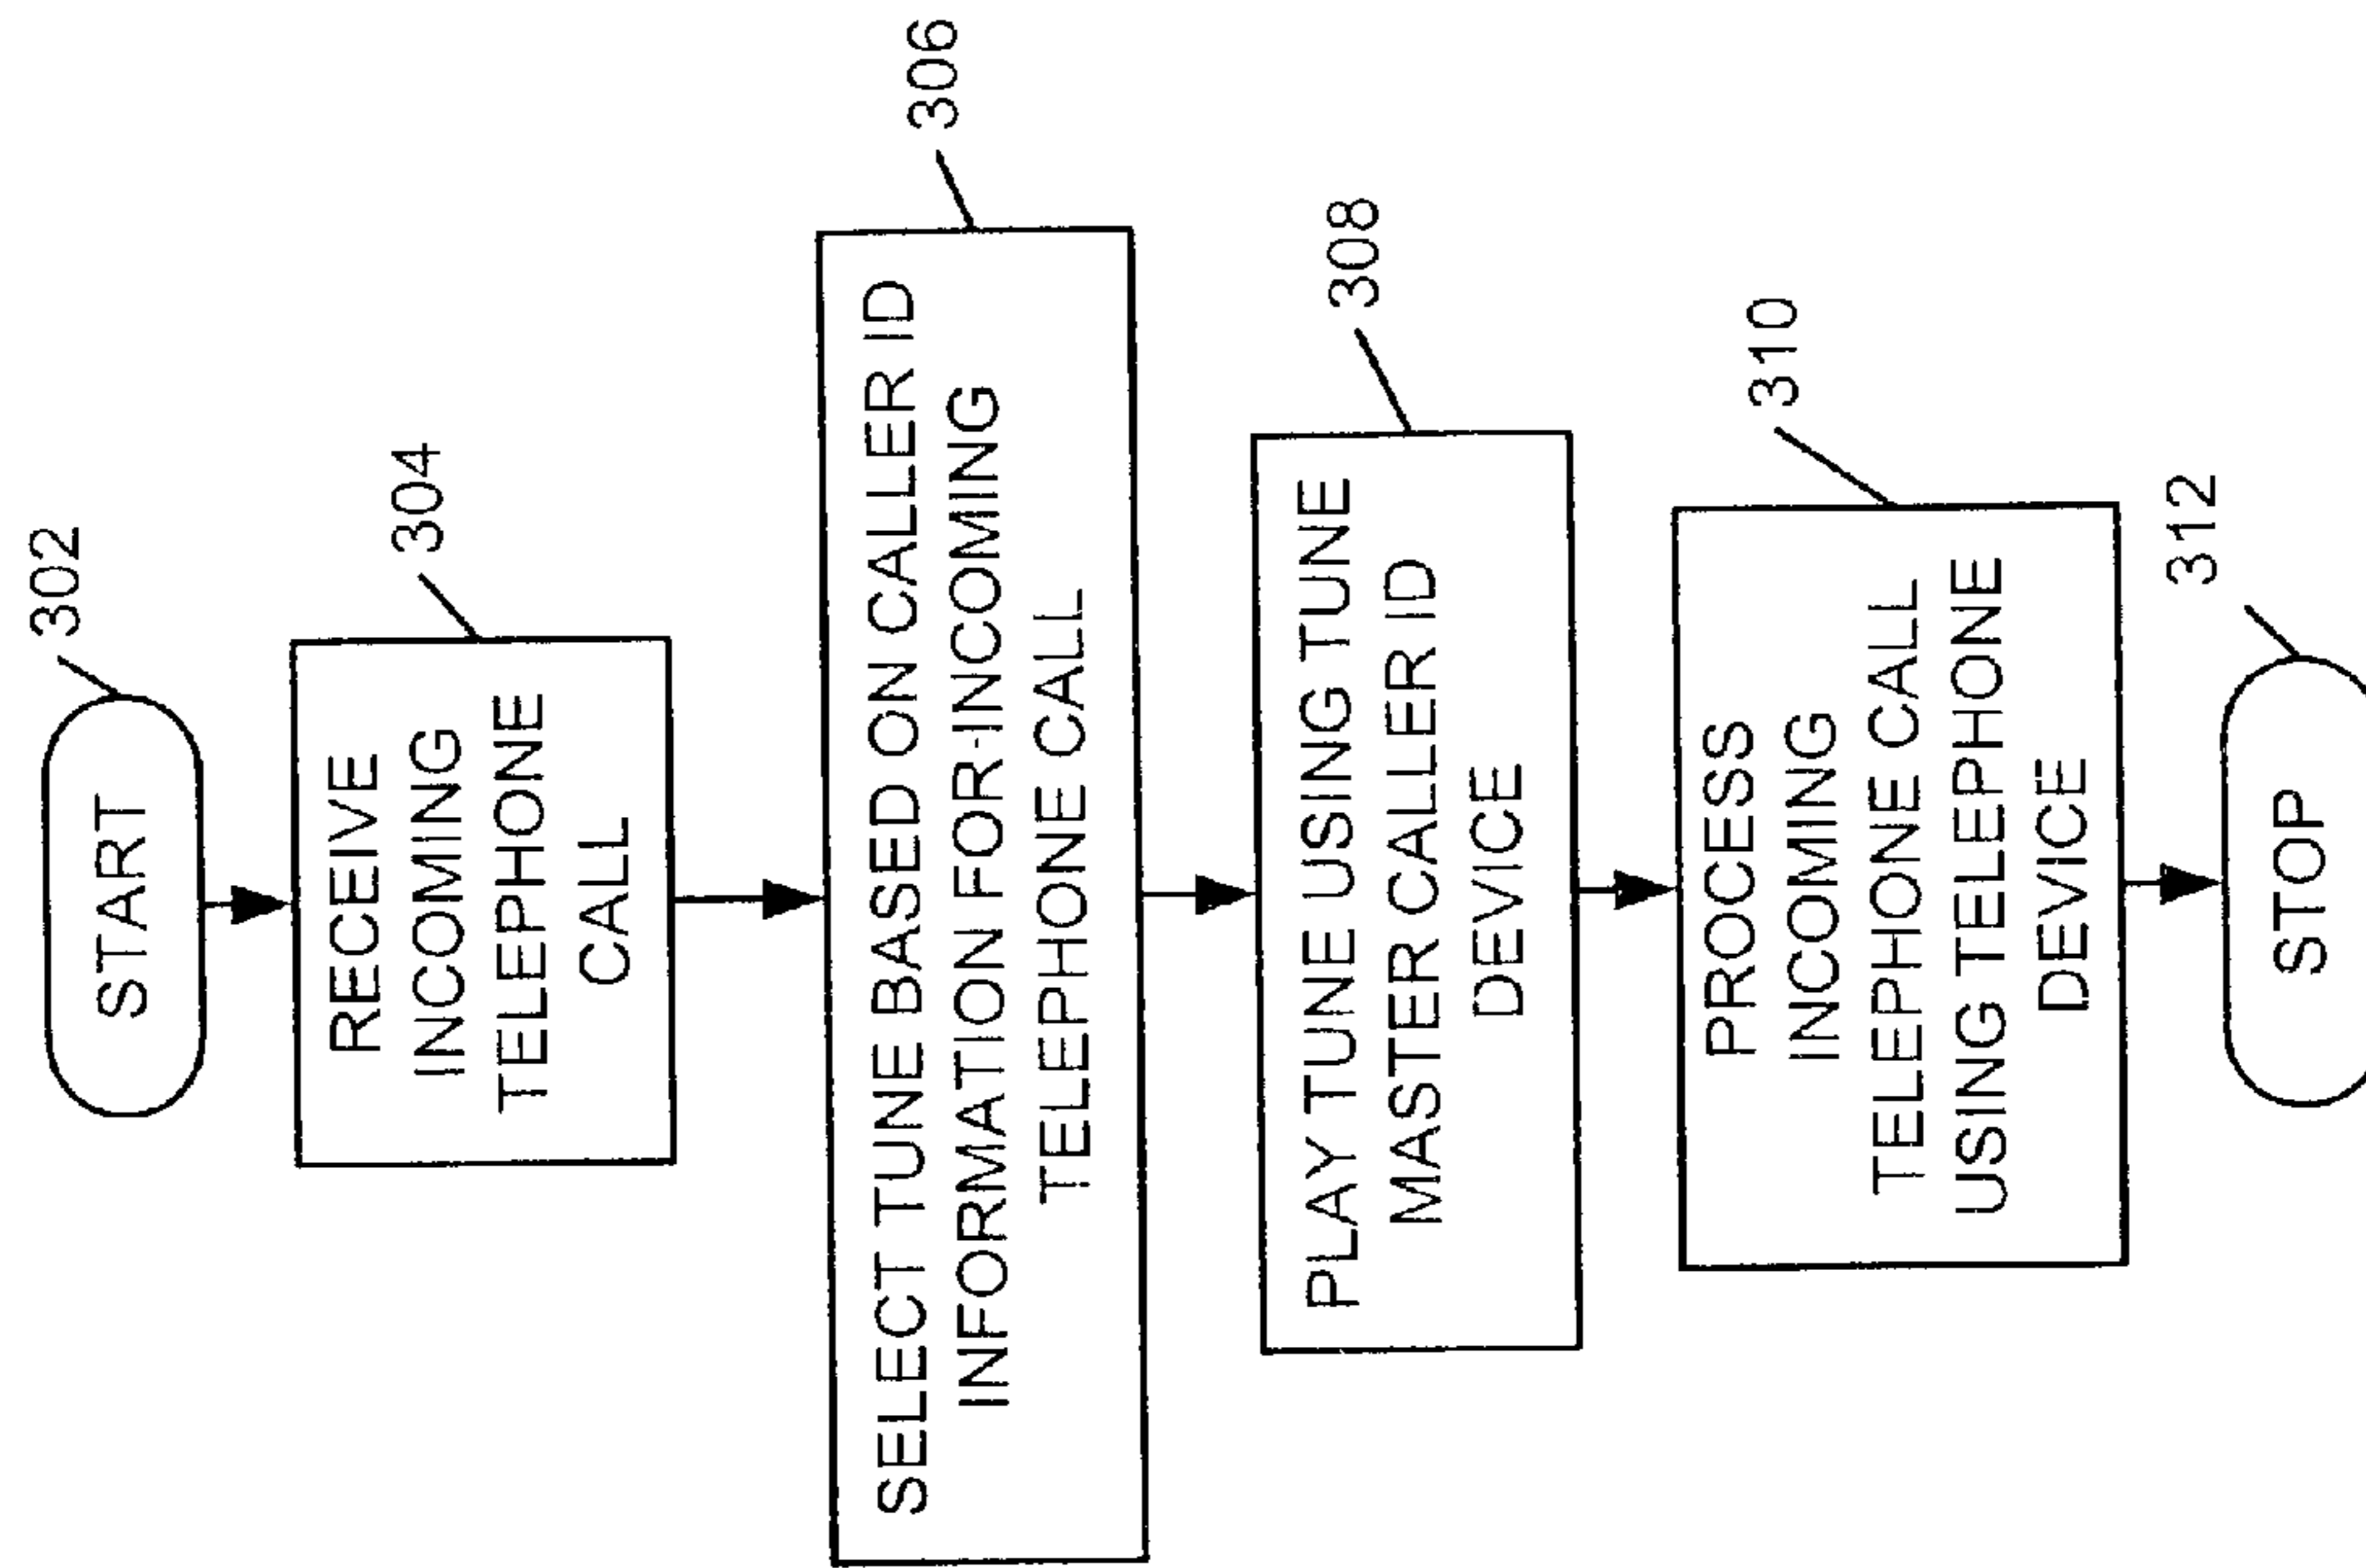 START
302
RECEIVE
INCOMING
TELEPHONE
CALL
304
SELECT TUNE BASED ON CALLER ID
INFORMATION FOR-INCOMING
TELEPHONE CALL
306
PLAY TUNE USING TUNE
MASTER CALLER ID
DEVICE
308
PROCESS
INCOMING
TELEPHONE CALL
USING TELEPHONE
DEVICE
310
STOP
312